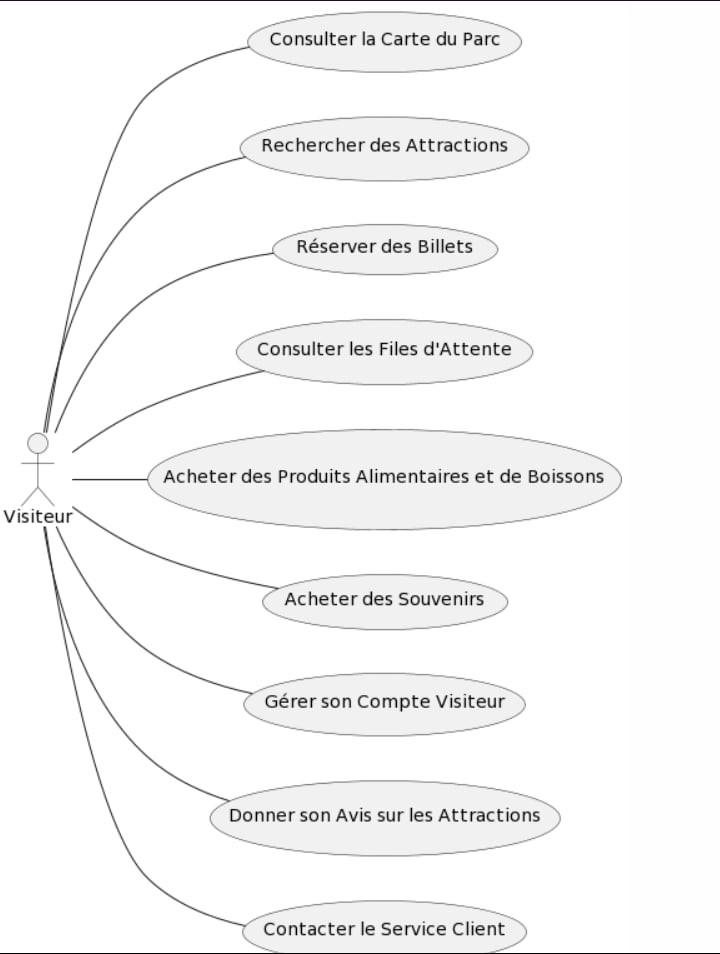 Consulter la Carte du Parc
Rechercher des Attractions
Réserver des Billets
Consulter les Files d'Attente
Acheter des Produits Alimentaires et de Boissons
Visiteur
Acheter des Souvenirs
Gérer son Compte Visiteur
Donner son Avis sur les Attractions
Contacter le Service Client